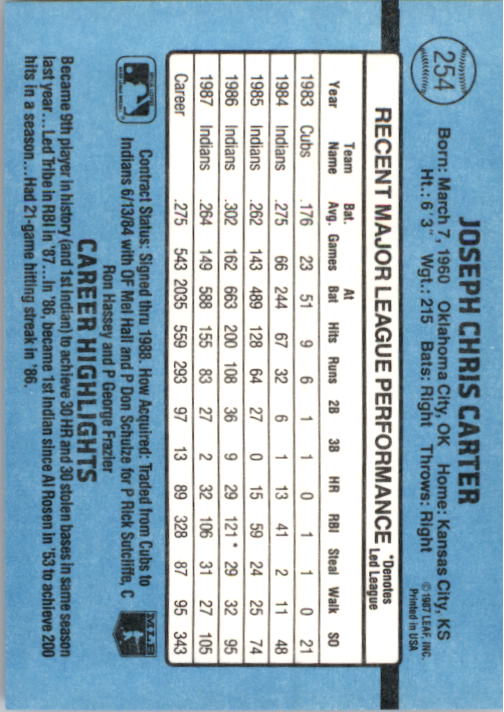 254
JOSEPH CHRIS CARTER
Born: March 7, 1960 Oklahoma City, OK Home: Kansas City, KS
Ht.: 6'3" Wgt.: 215 Bats: Right Throws: Right
© 1987 LEAF, INC.
Printed in USA
RECENT MAJOR LEAGUE PERFORMANCE *Denotes Led League
Year Team Name Bat. Avg. Games At Bat Hits Runs 2B 3B HR RBI Steal Walk SO
1983 Cubs .176 23 51 9 6 1 1 0 1 1 0 21
1984 Indians .275 66 244 67 32 6 1 13 41 2 11 48
1985 Indians .262 143 489 128 64 27 0 15 59 24 25 74
1986 Indians .302 162 663 200 108 36 9 29 121* 29 32 95
1987 Indians .264 149 588 155 83 27 2 32 106 31 27 105
Career .275 543 2035 559 293 97 13 89 328 87 95 343
Contract Status: Signed thru 1988. How Acquired: Traded from Cubs to
Indians 6/13/84 with OF Mel Hall and P Don Schulze for P Rick Sutcliffe, C
Ron Hassey and P George Frazier
MLB
CAREER HIGHLIGHTS
Became 9th player in history (and 1st Indian) to achieve 30 HR and 30 stolen bases in same season
last year...Led Tribe in RBI in '87...In '86, became 1st Indian since Al Rosen in '53 to achieve 200
hits in a season...Had 21-game hitting streak in '86.